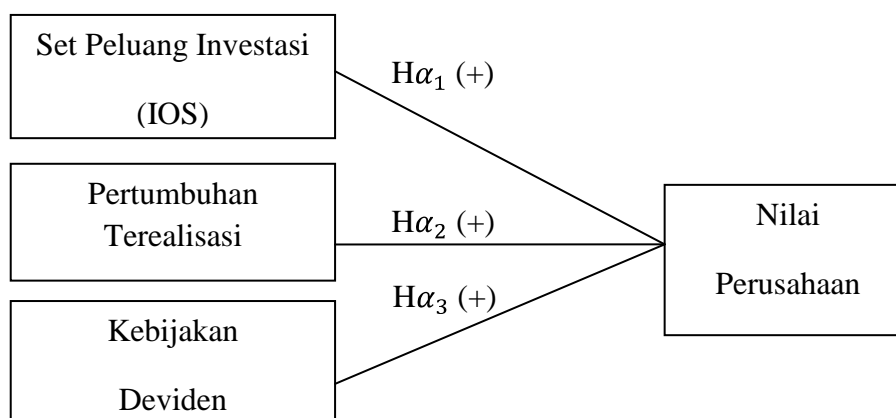 Set Peluang Investasi
(IOS)
Hα₁ (+)
Pertumbuhan
Terealisasi
Hα₂ (+)
Kebijakan
Deviden
Hα₃ (+)
Nilai
Perusahaan